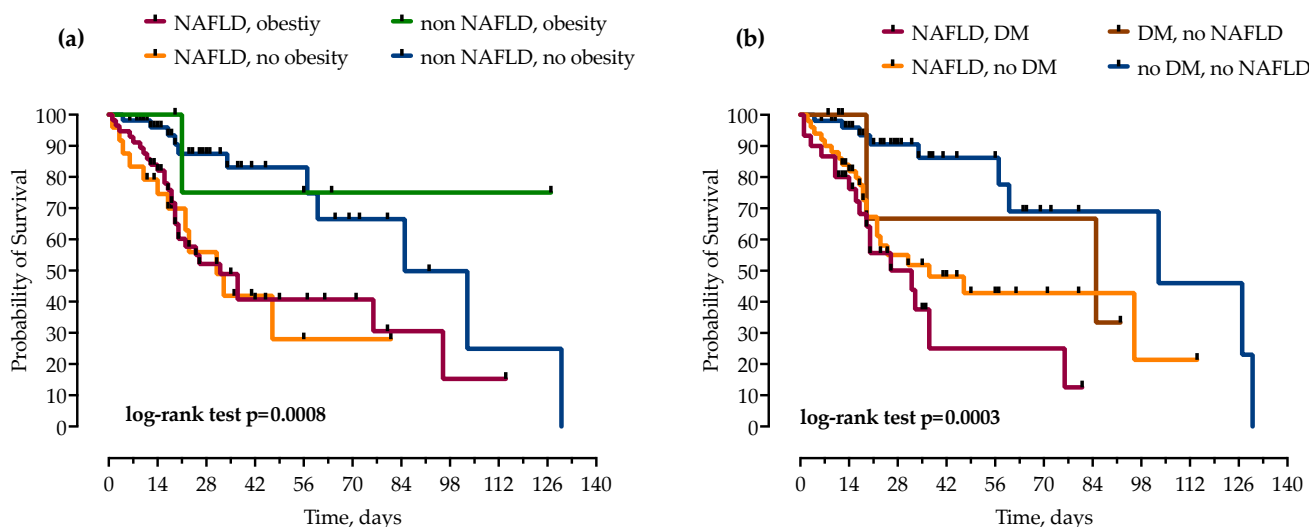 (a)
NAFLD, obestiy
non NAFLD, obesity
NAFLD, no obesity
non NAFLD, no obesity
Probability of Survival
100
90
80
70
60
50
40
30
20
10
0
log-rank test p=0.0008
0 14 28 42 56 70 84 98 112 126 140
Time, days
(b)
NAFLD, DM
DM, no NAFLD
NAFLD, no DM
no DM, no NAFLD
Probability of Survival
100
90
80
70
60
50
40
30
20
10
0
log-rank test p=0.0003
0 14 28 42 56 70 84 98 112 126 140
Time, days